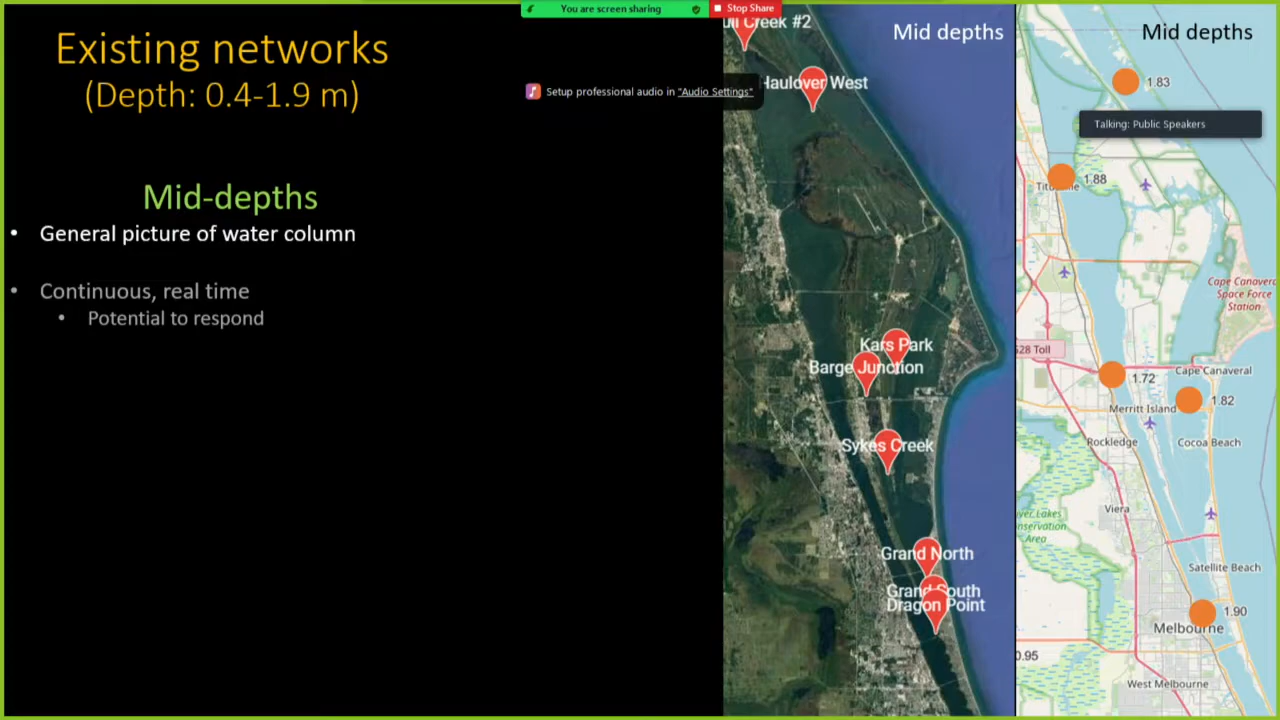 You are screen sharing
Stop Share
Existing networks
(Depth: 0.4-1.9 m)
Setup professional audio in "Audio Settings"
Mid-depths
• General picture of water column
• Continuous, real time
• Potential to respond
Mid depths
Creek #2
Haulover West
Kars Park
Barge Junction
Sykes Creek
Grand North
Grand South
Dragon Point
Mid depths
1.83
Talking: Public Speakers
1.88
Cape Canaveral
Space Force
Station
528 Toll
1.72
Cape Canaveral
1.82
Merritt Island
Rockledge
Cocoa Beach
Viera
Area
Satellite Beach
1.90
Melbourne
0.95
West Melbourne